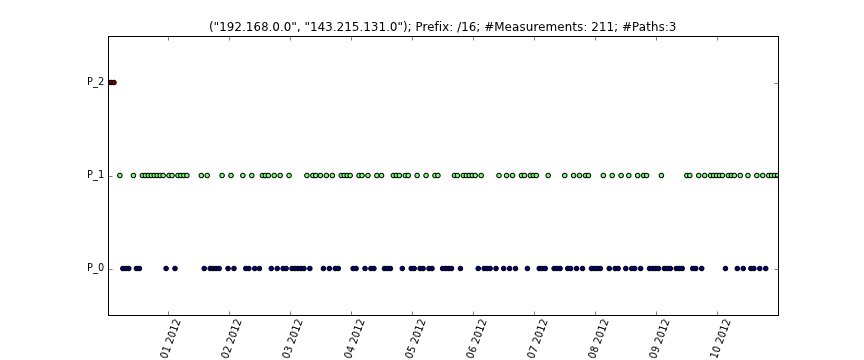 ("192.168.0.0", "143.215.131.0"); Prefix: /16; #Measurements: 211; #Paths:3
P_2
P_1
P_0
01 2012
02 2012
03 2012
04 2012
05 2012
06 2012
07 2012
08 2012
09 2012
10 2012